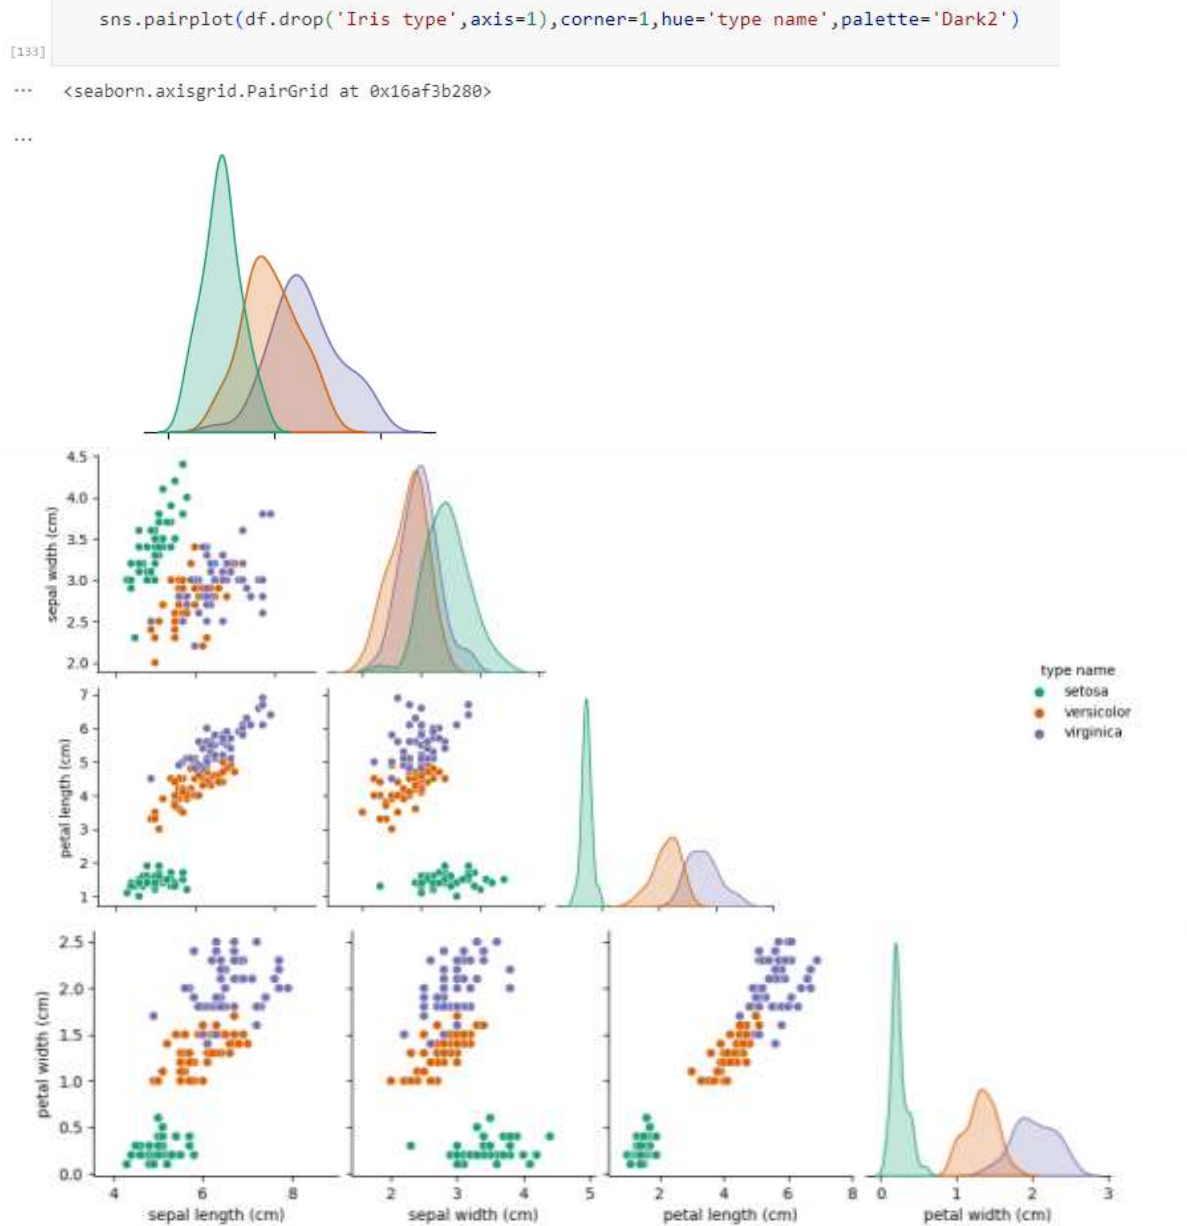 sns.pairplot(df.drop('Iris type',axis=1),corner=1,hue='type name',palette='Dark2')
[133]
... <seaborn.axisgrid.PairGrid at 0x16af3b280>
...
4.5
4.0
3.5
3.0
2.5
2.0
sepal width (cm)
type name
setosa
versicolor
virginica
7
6
5
4
3
2
1
petal length (cm)
2.5
2.0
1.5
1.0
0.5
0.0
petal width (cm)
4 6 8 2 3 4 5 2 4 6 8 0 1 2 3
sepal length (cm) sepal width (cm) petal length (cm) petal width (cm)